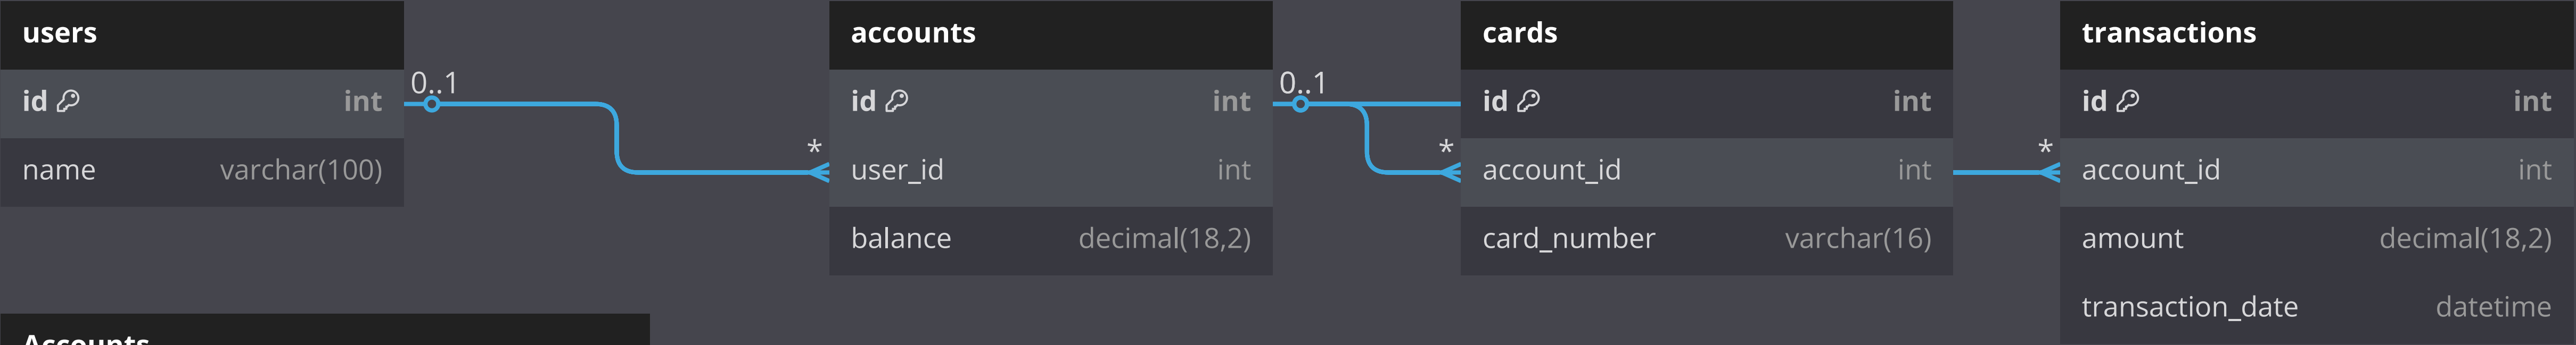 users
id int
name varchar(100)
0..1
*
accounts
id int
user_id int
balance decimal(18,2)
0..1
*
cards
id int
account_id int
card_number varchar(16)
*
transactions
id int
account_id int
amount decimal(18,2)
transaction_date datetime
Accounts